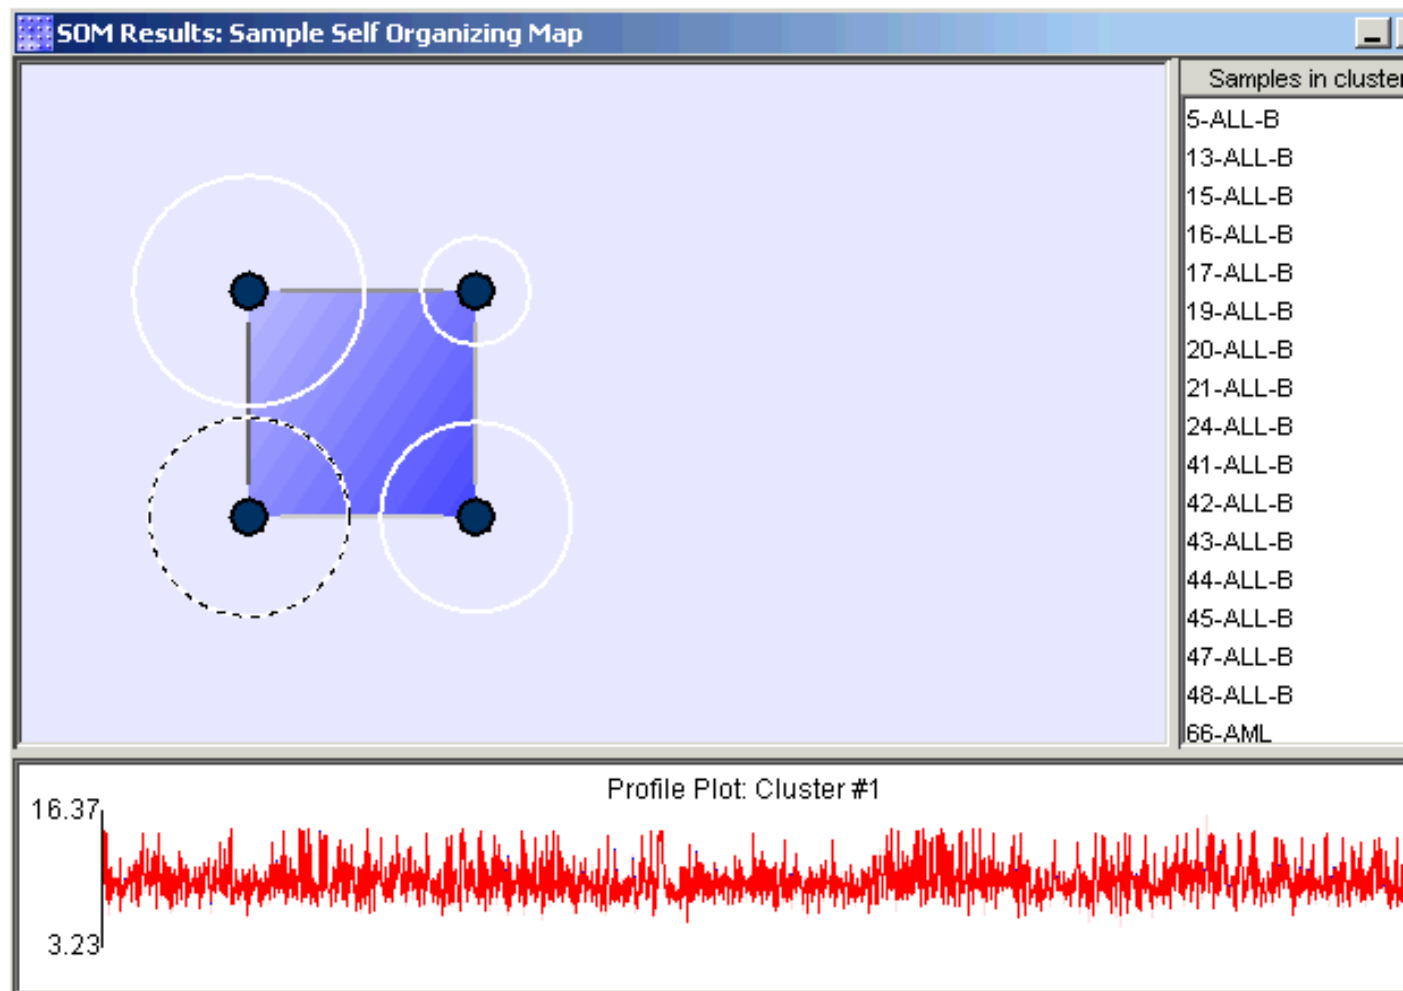 SOM Results: Sample Self Organizing Map
Samples in cluster
5-ALL-B
13-ALL-B
15-ALL-B
16-ALL-B
17-ALL-B
19-ALL-B
20-ALL-B
21-ALL-B
24-ALL-B
41-ALL-B
42-ALL-B
43-ALL-B
44-ALL-B
45-ALL-B
47-ALL-B
48-ALL-B
66-AML
Profile Plot: Cluster #1
16.37
3.23